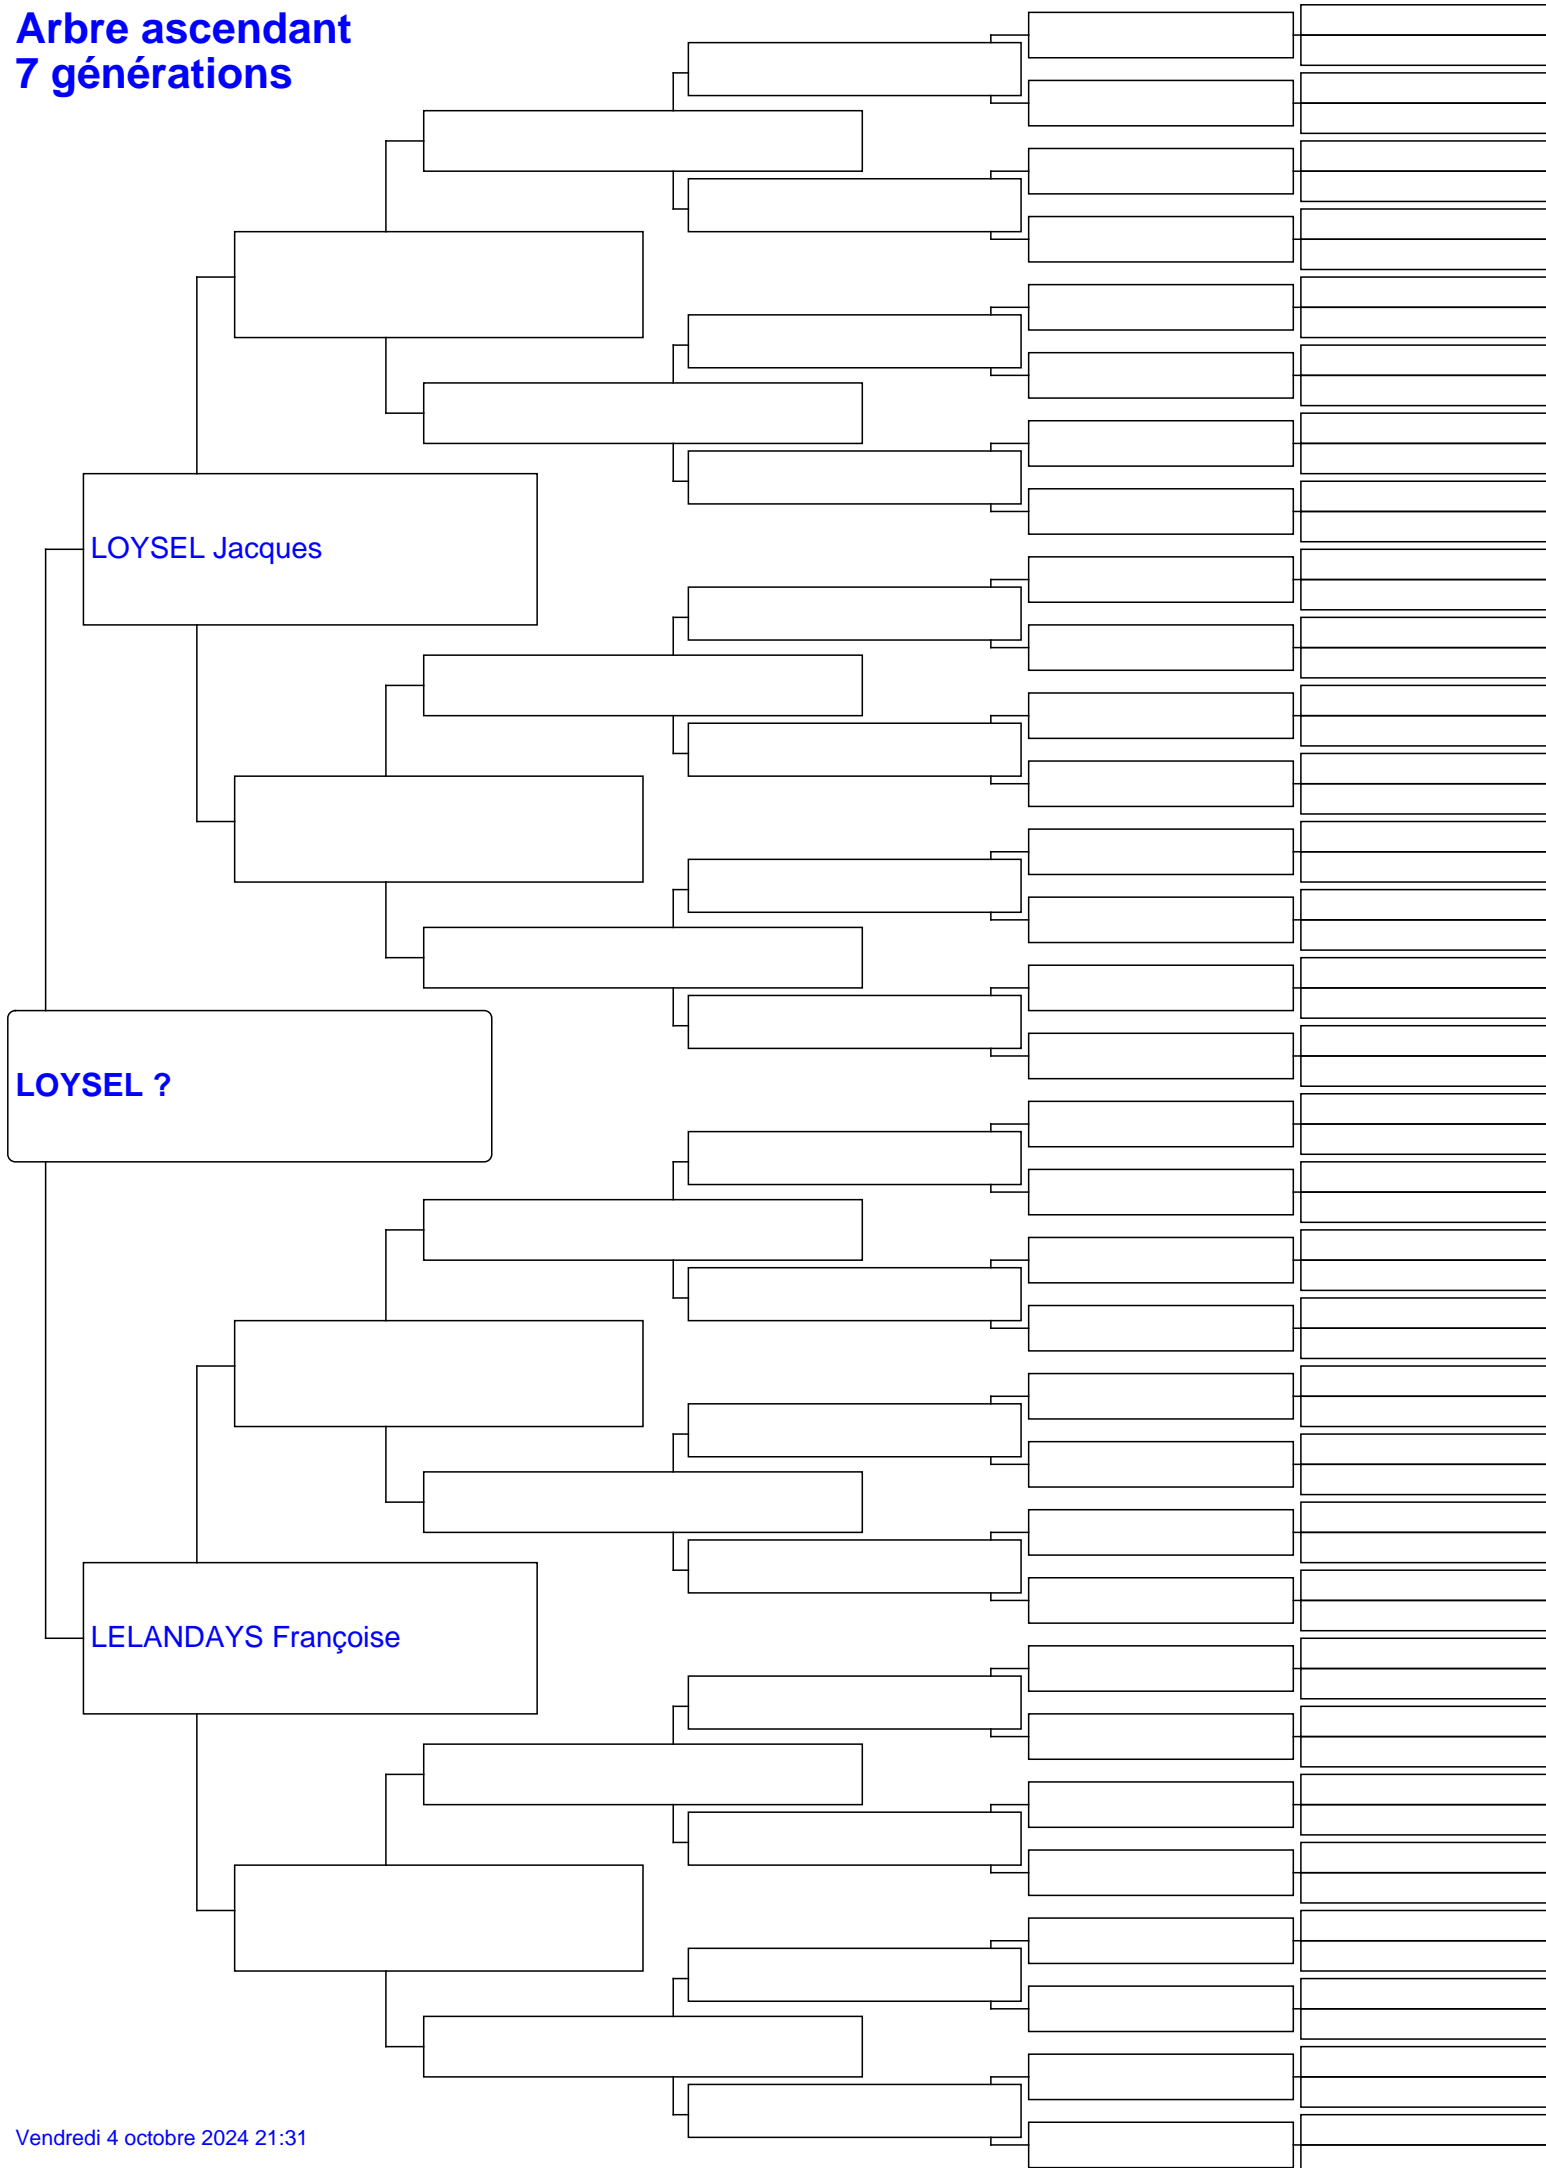 Arbre ascendant
7 générations
LOYSEL Jacques
LOYSEL ?
LELANDAYS Françoise
Vendredi 4 octobre 2024 21:31